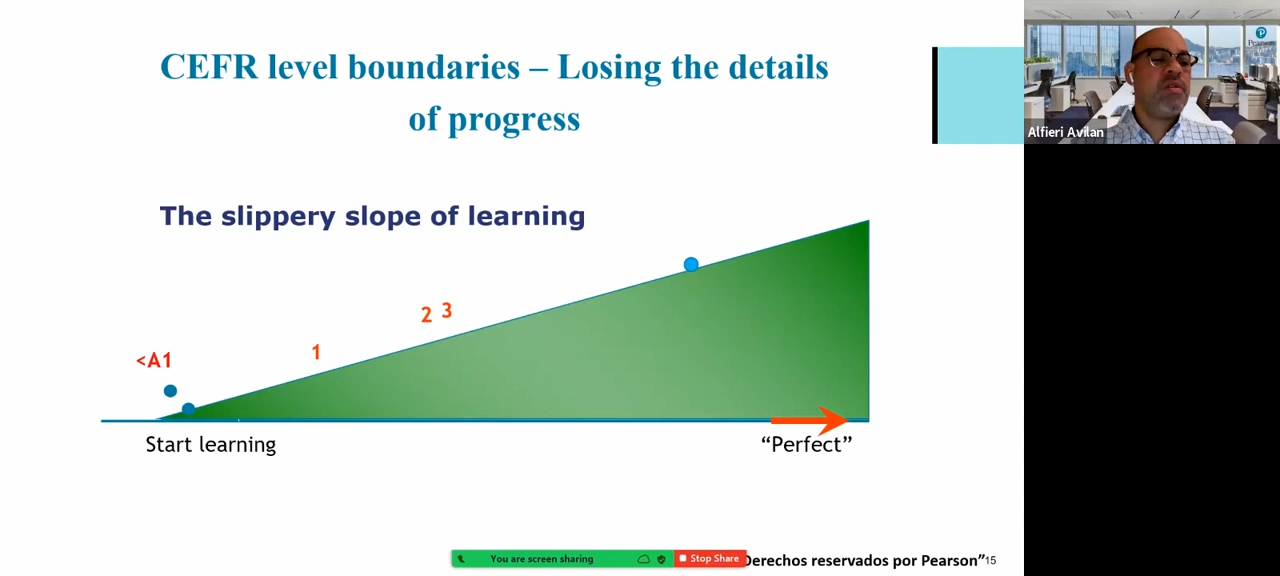 CEFR level boundaries – Losing the details
of progress
Pearson
Alfieri Avilan
The slippery slope of learning
2 3
1
<A1
Start learning
“Perfect”
You are screen sharing
Stop Share
Derechos reservados por Pearson”
15